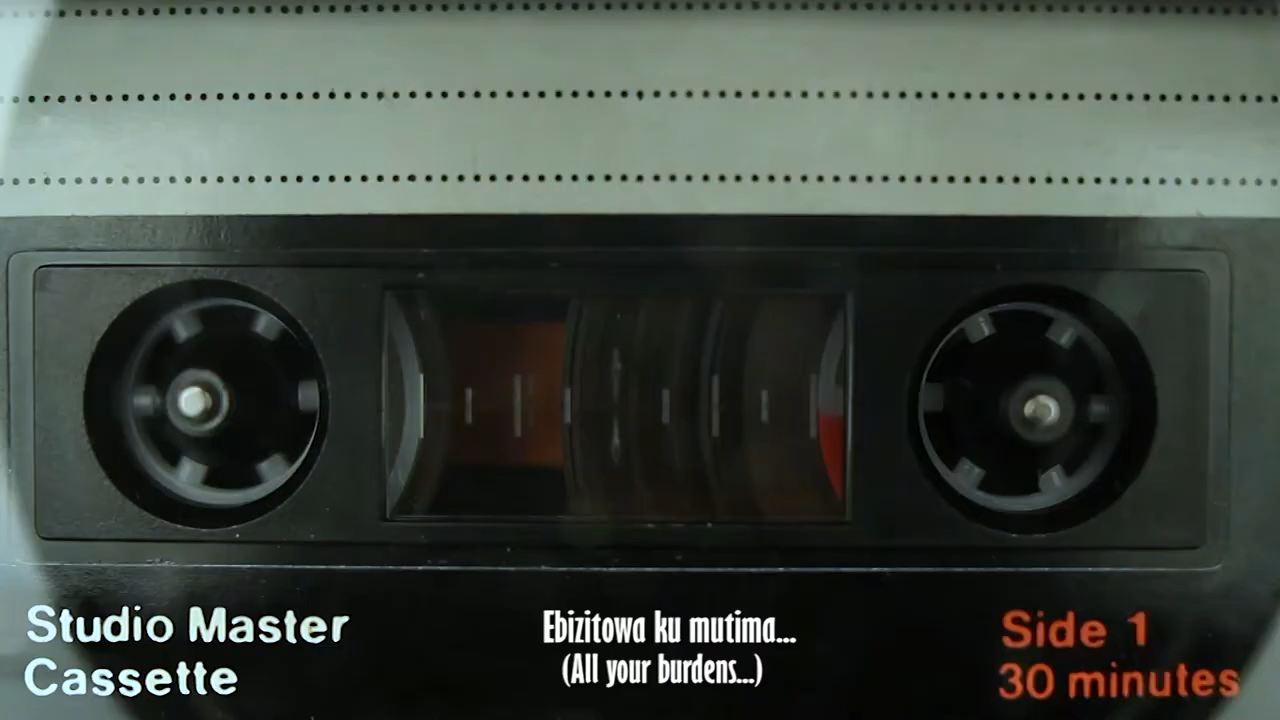 Studio Master
Cassette
Ebizitowa ku mutima...
(All your burdens...)
Side 1
30 minutes